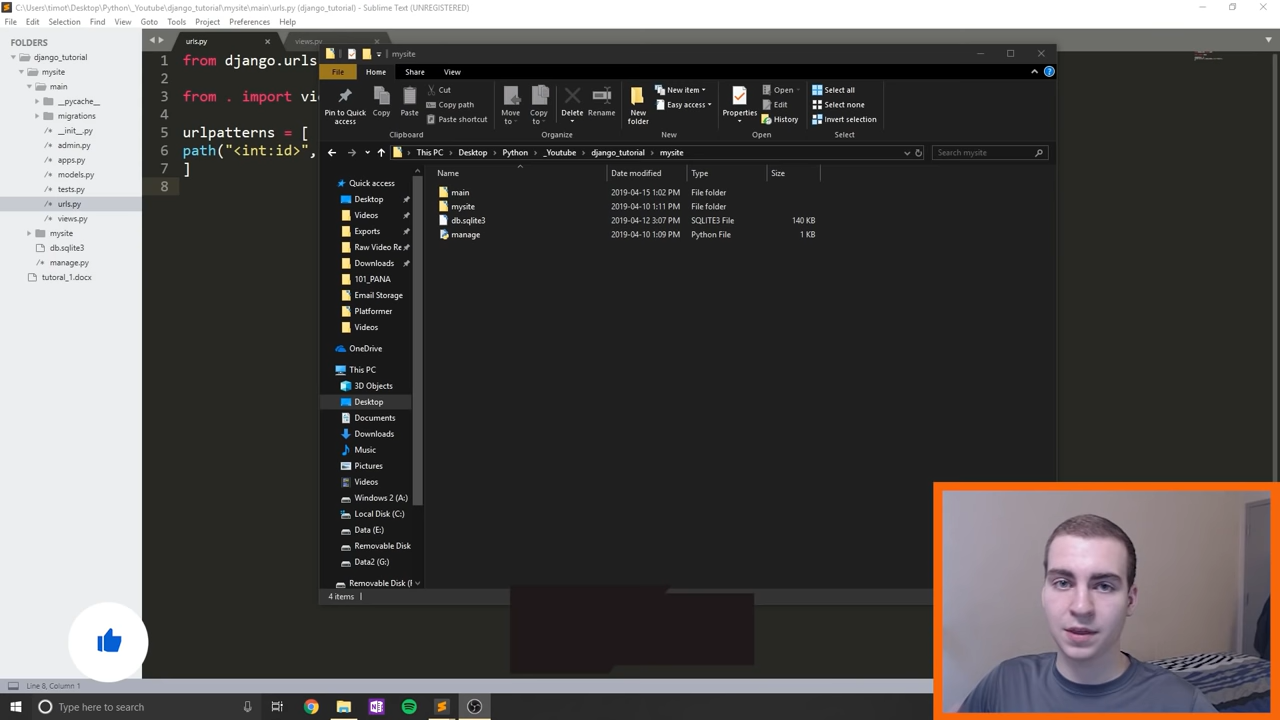 C:\Users\timot\Desktop\Python\_Youtube\django_tutorial\mysite\main\urls.py (django_tutorial) - Sublime Text (UNREGISTERED)
File Edit Selection Find View Goto Tools Project Preferences Help
FOLDERS
django_tutorial
mysite
main
__pycache__
migrations
__init__.py
admin.py
apps.py
models.py
tests.py
urls.py
views.py
mysite
db.sqlite3
manage.py
tutoral_1.docx
urls.py
views.py
1 from django.urls
2
3 from . import vie
4
5 urlpatterns = [
6 path("<int:id>",
7 ]
8
mysite
File Home Share View
Pin to Quick access
Copy
Paste
Cut
Copy path
Paste shortcut
Clipboard
Move to
Copy to
Delete
Rename
Organize
New folder
New item
Easy access
New
Properties
Open
Edit
History
Open
Select all
Select none
Invert selection
Select
This PC Desktop Python _Youtube django_tutorial mysite
Search mysite
Name Date modified Type Size
main 2019-04-15 1:02 PM File folder
mysite 2019-04-10 1:11 PM File folder
db.sqlite3 2019-04-12 3:07 PM SQLITE3 File 140 KB
manage 2019-04-10 1:09 PM Python File 1 KB
Quick access
Desktop
Videos
Exports
Raw Video Re
Downloads
101_PANA
Email Storage
Platformer
Videos
OneDrive
This PC
3D Objects
Desktop
Documents
Downloads
Music
Pictures
Videos
Windows 2 (A:)
Local Disk (C:)
Data (E:)
Removable Disk
Data2 (G:)
Removable Disk (F
4 items
Line 8, Column 1
Type here to search